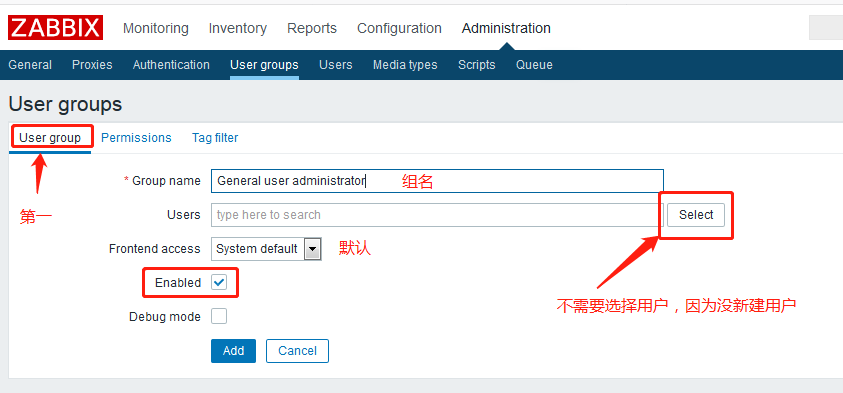 ZABBIX Monitoring Inventory Reports Configuration Administration
General Proxies Authentication User groups Users Media types Scripts Queue
User groups
User group Permissions Tag filter
* Group name General user administrator 组名
第一
Users type here to search Select
Frontend access System default 默认
Enabled
不需要选择用户，因为没新建用户
Debug mode
Add Cancel